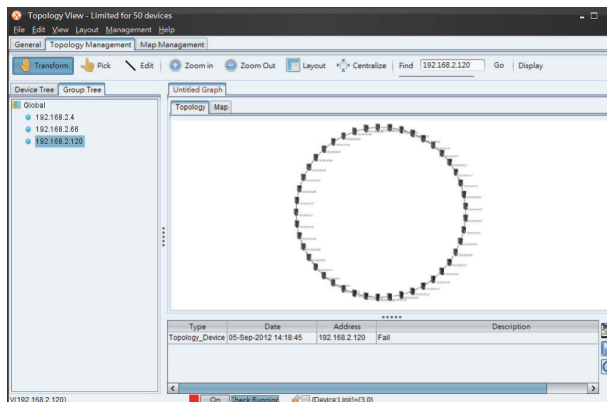 Topology View - Limited for 50 devices
File Edit View Layout Management Help
General Topology Management Map Management
Transform Pick Edit Zoom in Zoom Out Layout Centralize Find 192.168.2.120 Go Display
Device Tree Group Tree Untitled Graph
Global Topology Map
192.168.2.4
192.168.2.66
192.168.2.120
Type Date Address Description
Topology_Device 05-Sep-2012 14:18:45 192.168.2.120 Fail
V(192.168.2.120) On Check Running (Device:Link)=(3,0)